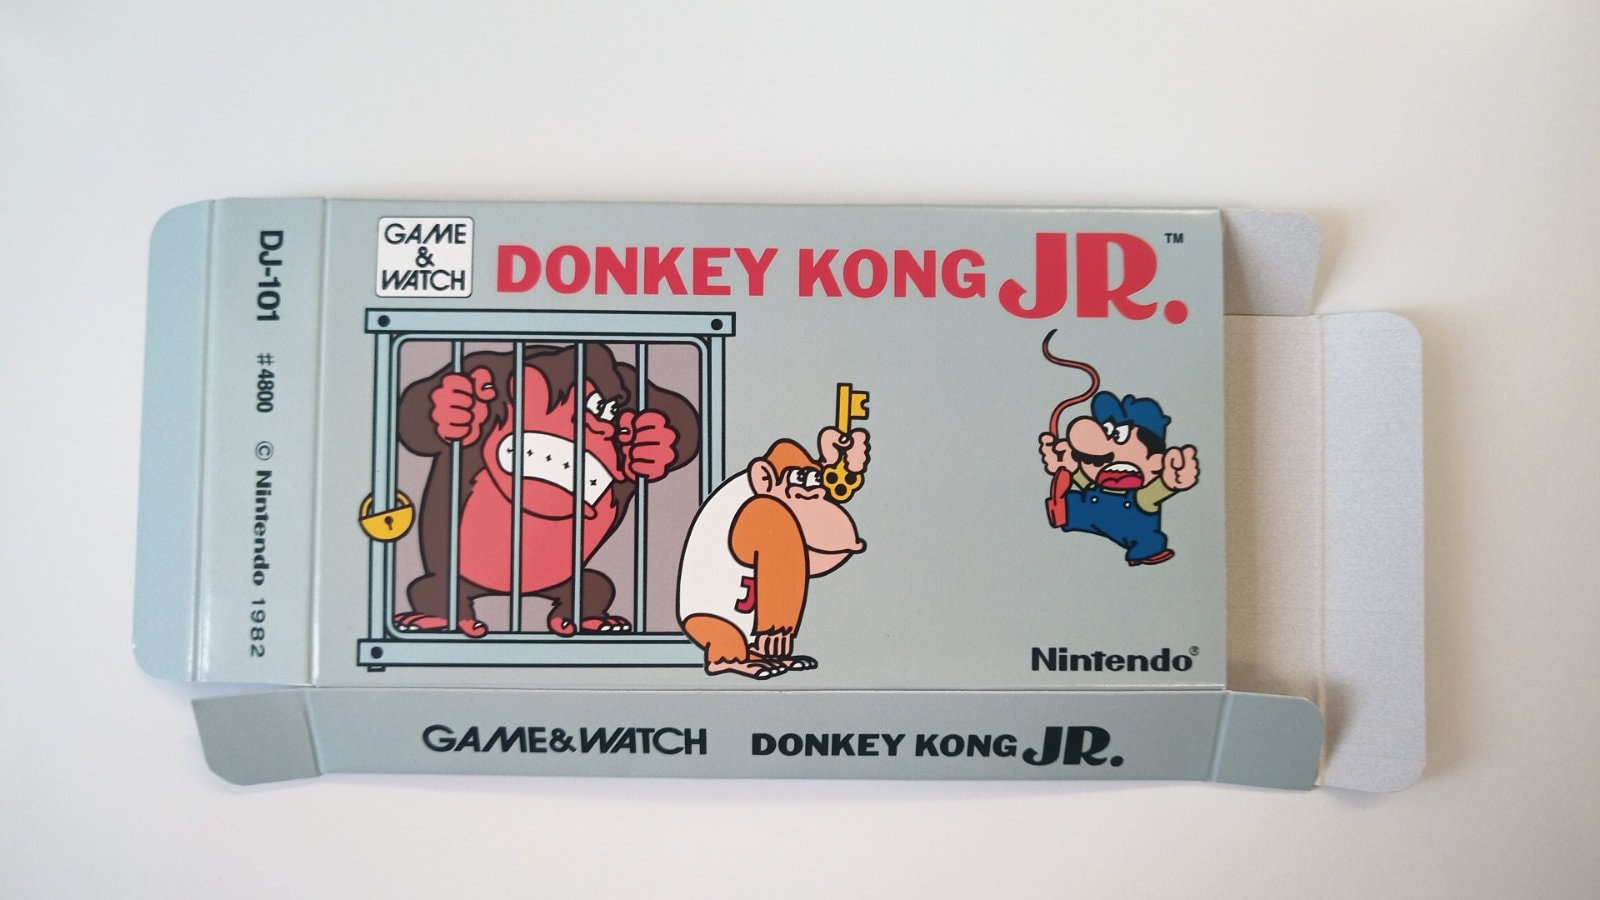 GAME
&
WATCH
DONKEY KONG JR.™
J
Nintendo®
DJ-101 #4800 © Nintendo 1982
GAME&WATCH DONKEY KONG JR.